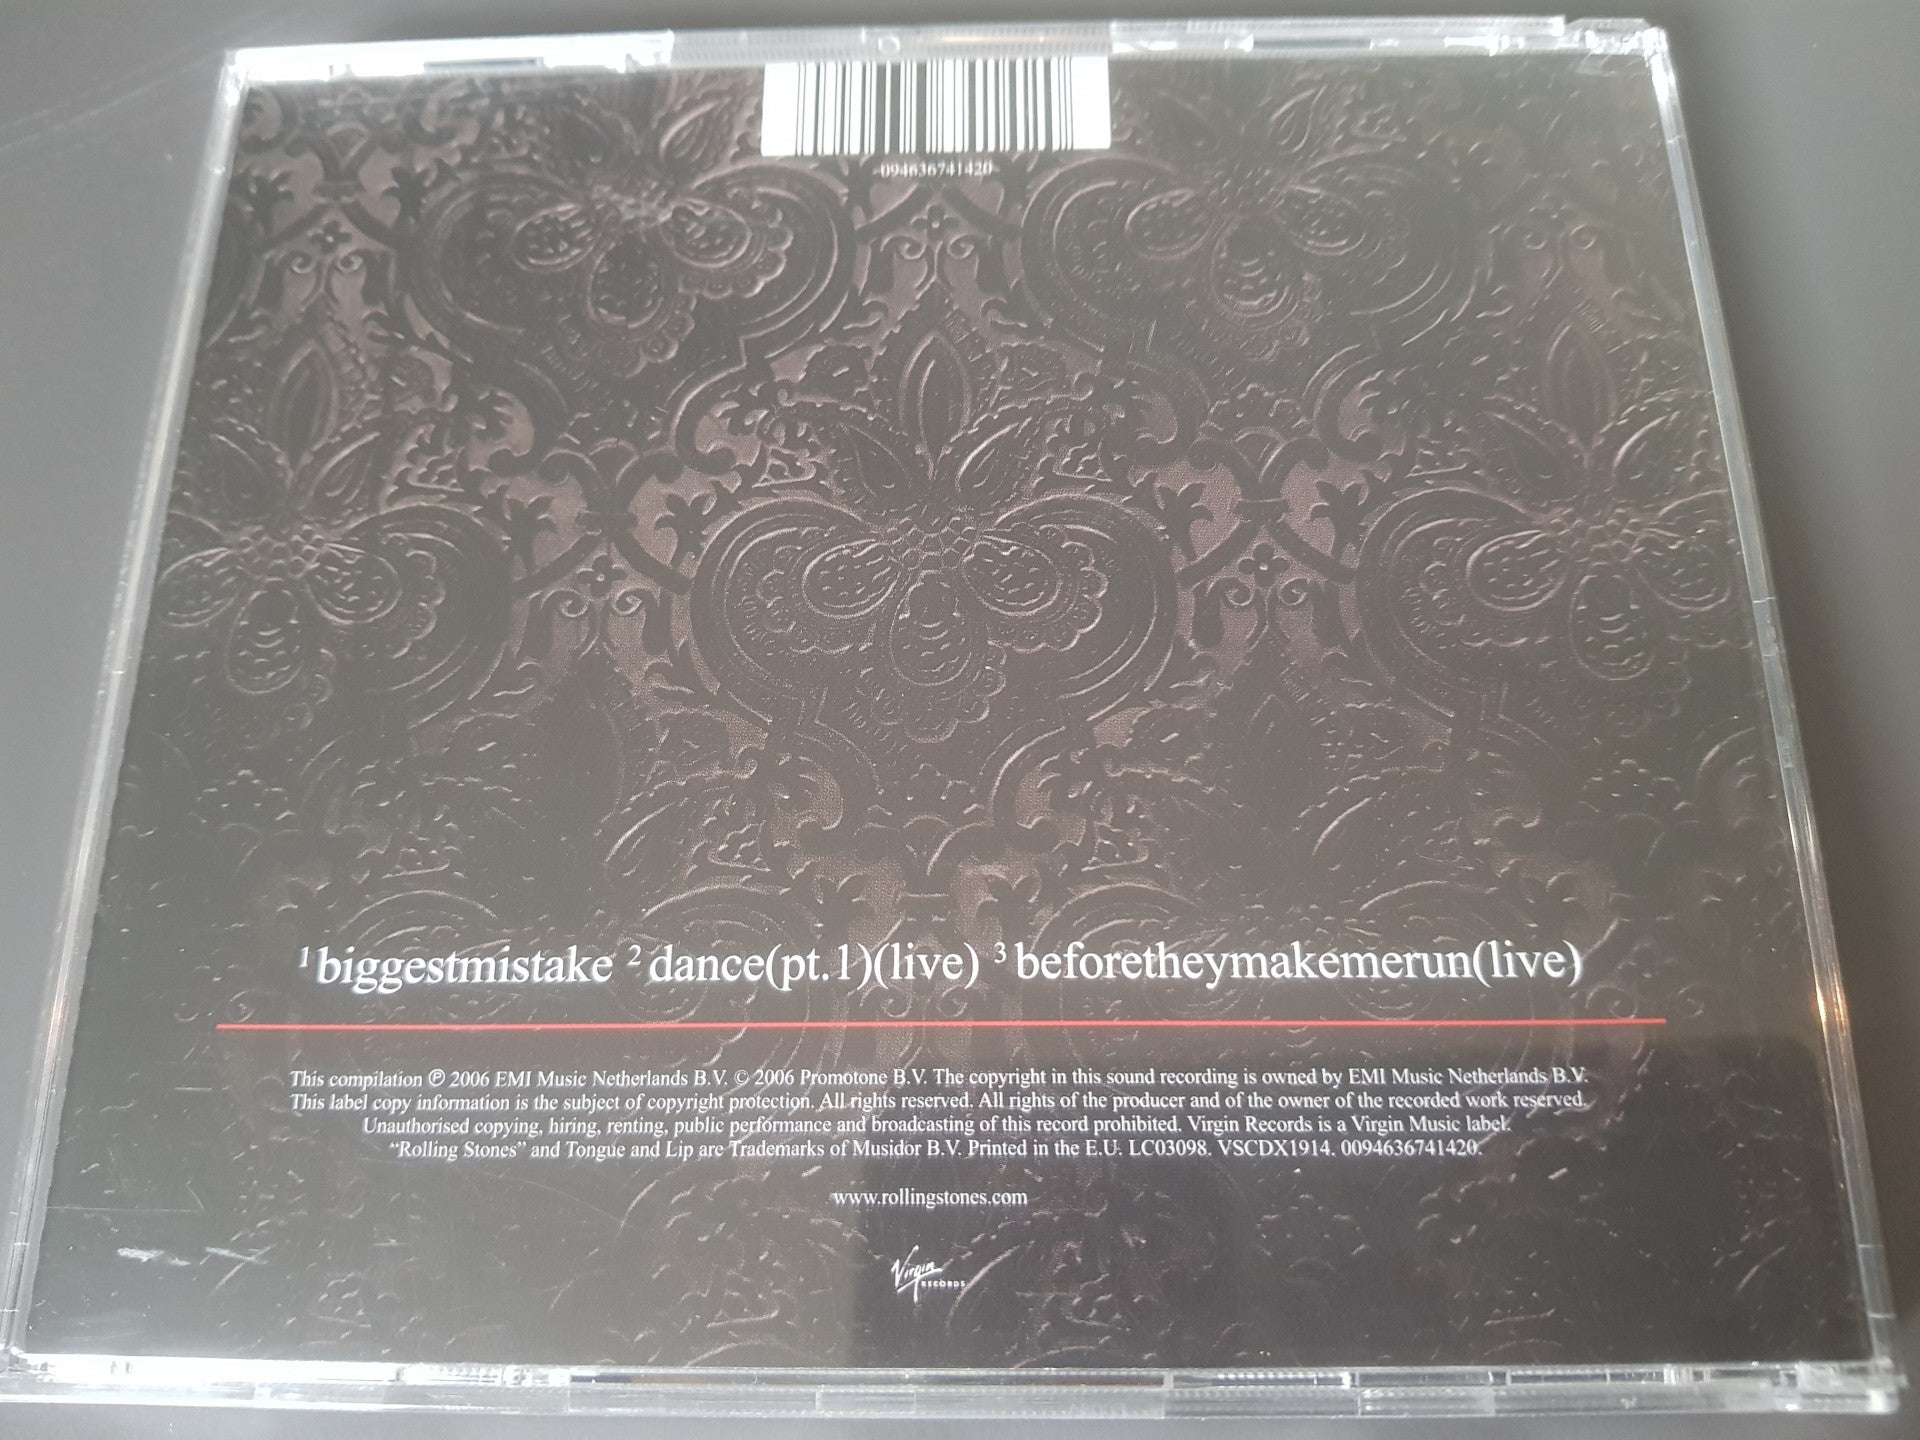 094636741420
1 biggestmistake 2 dance(pt.1)(live) 3 beforetheymakemerun(live)
This compilation ℗ 2006 EMI Music Netherlands B.V. © 2006 Promotone B.V. The copyright in this sound recording is owned by EMI Music Netherlands B.V.
This label copy information is the subject of copyright protection. All rights reserved. All rights of the producer and of the owner of the recorded work reserved.
Unauthorised copying, hiring, renting, public performance and broadcasting of this record prohibited. Virgin Records is a Virgin Music label.
“Rolling Stones” and Tongue and Lip are Trademarks of Musidor B.V. Printed in the E.U. LC03098. VSCDX1914. 0094636741420.
www.rollingstones.com
Virgin
RECORDS